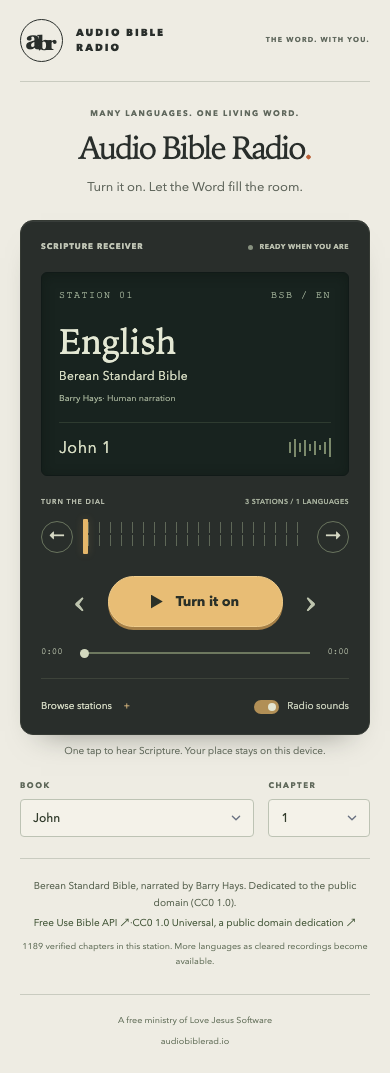 abr
AUDIO BIBLE
RADIO
THE WORD. WITH YOU.
MANY LANGUAGES. ONE LIVING WORD.
Audio Bible Radio.
Turn it on. Let the Word fill the room.
SCRIPTURE RECEIVER
READY WHEN YOU ARE
STATION 01
BSB / EN
English
Berean Standard Bible
Barry Hays· Human narration
John 1
TURN THE DIAL
3 STATIONS / 1 LANGUAGES
Turn it on
0:00
0:00
Browse stations +
Radio sounds
One tap to hear Scripture. Your place stays on this device.
BOOK
CHAPTER
John
1
Berean Standard Bible, narrated by Barry Hays. Dedicated to the public
domain (CC0 1.0).
Free Use Bible API ↗·CC0 1.0 Universal, a public domain dedication ↗
1189 verified chapters in this station. More languages as cleared recordings become
available.
A free ministry of Love Jesus Software
audiobiblerad.io